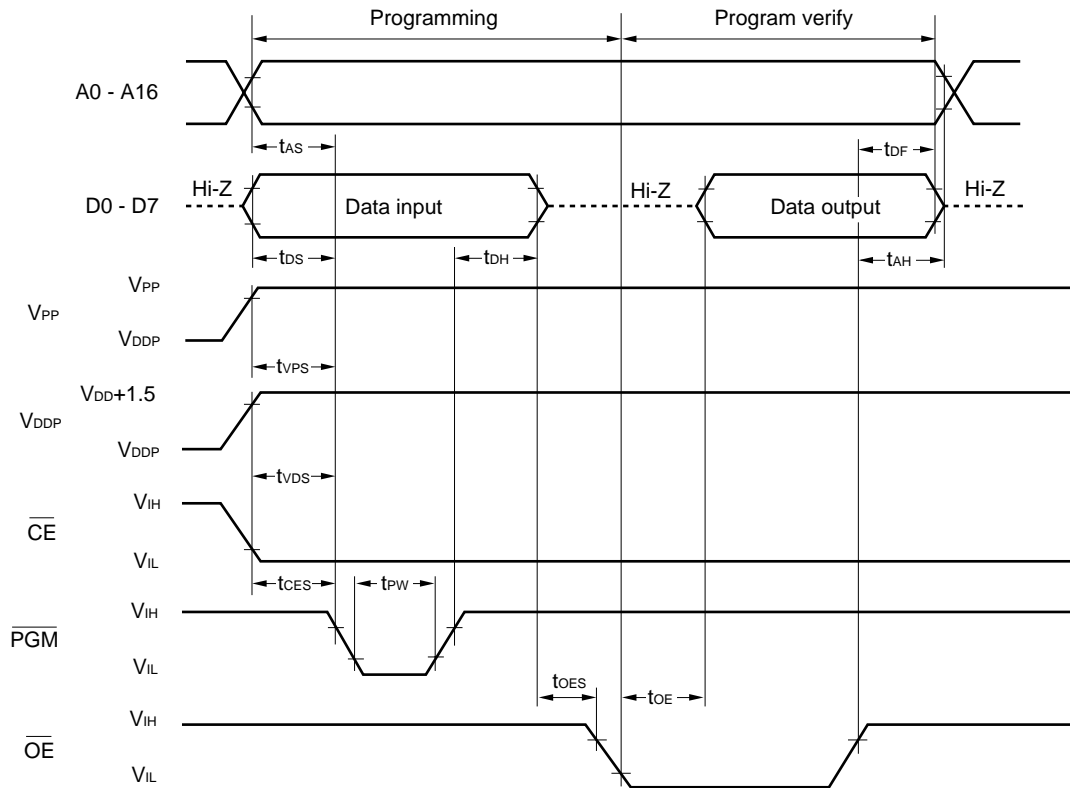 Programming
Program verify
A0 - A16
tAS
tDF
Hi-Z
Hi-Z
Hi-Z
D0 - D7
Data input
Data output
tDS
tDH
tAH
VPP
VPP
VDDP
tVPS
VDD+1.5
VDDP
VDDP
tVDS
VIH
CE
VIL
tCES
tPW
VIH
PGM
VIL
tOES
tOE
VIH
OE
VIL